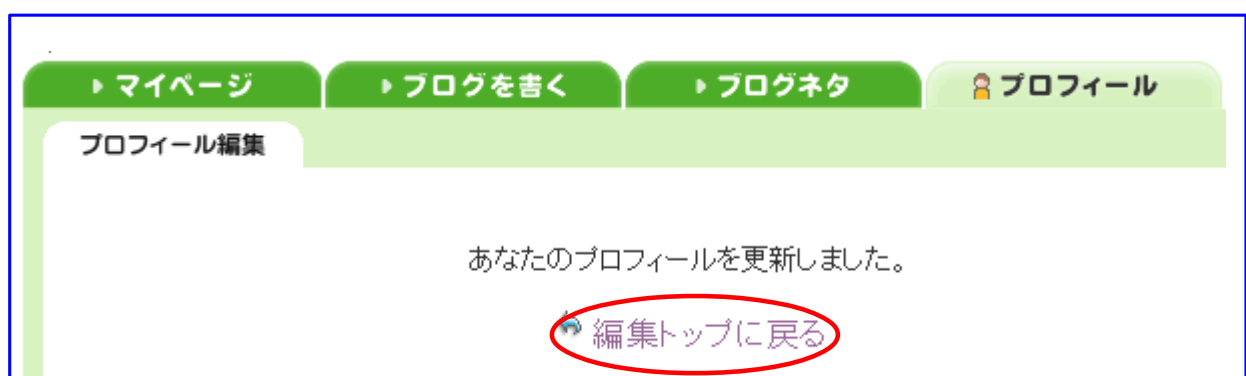 マイページ ブログを書く ブログネタ プロフィール
プロフィール編集
あなたのプロフィールを更新しました。
編集トップに戻る